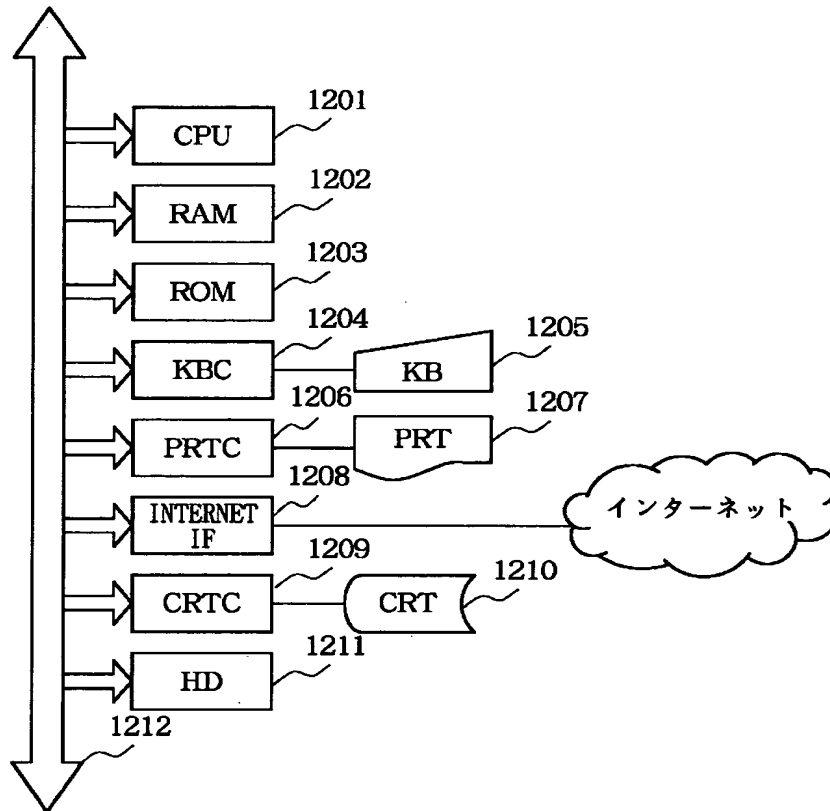 1201
CPU
1202
RAM
1203
ROM
1204
KBC
1205
KB
1206
PRTC
1207
PRT
1208
INTERNET
IF
インターネット
1209
CRTC
1210
CRT
1211
HD
1212